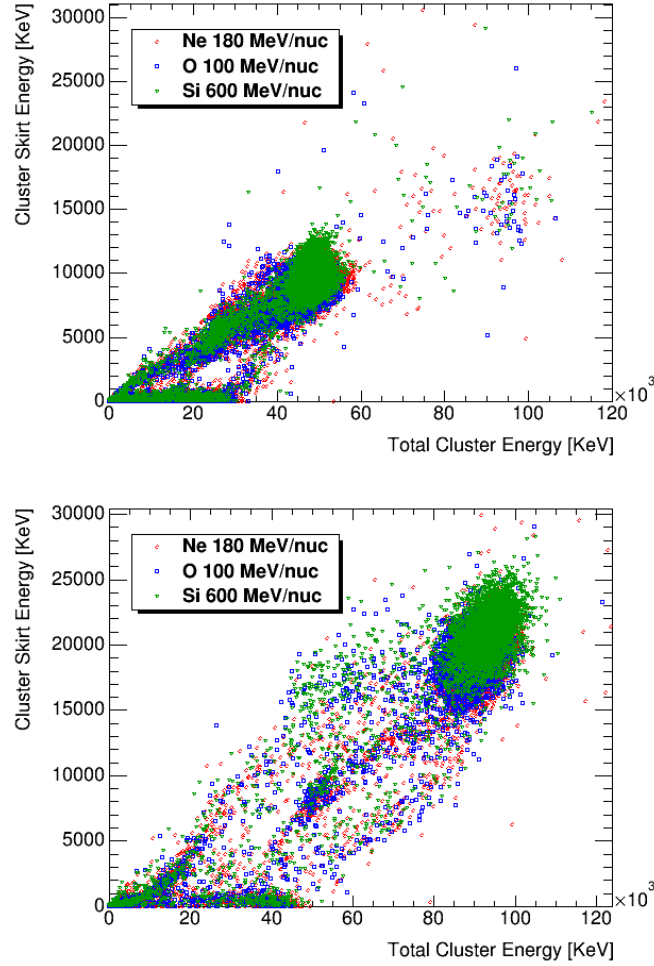 Cluster Skirt Energy [KeV]
30000
25000
20000
15000
10000
5000
0
Ne 180 MeV/nuc
O 100 MeV/nuc
Si 600 MeV/nuc
0 20 40 60 80 100 120
×10³
Total Cluster Energy [KeV]
Cluster Skirt Energy [KeV]
30000
25000
20000
15000
10000
5000
0
Ne 180 MeV/nuc
O 100 MeV/nuc
Si 600 MeV/nuc
0 20 40 60 80 100 120
×10³
Total Cluster Energy [KeV]